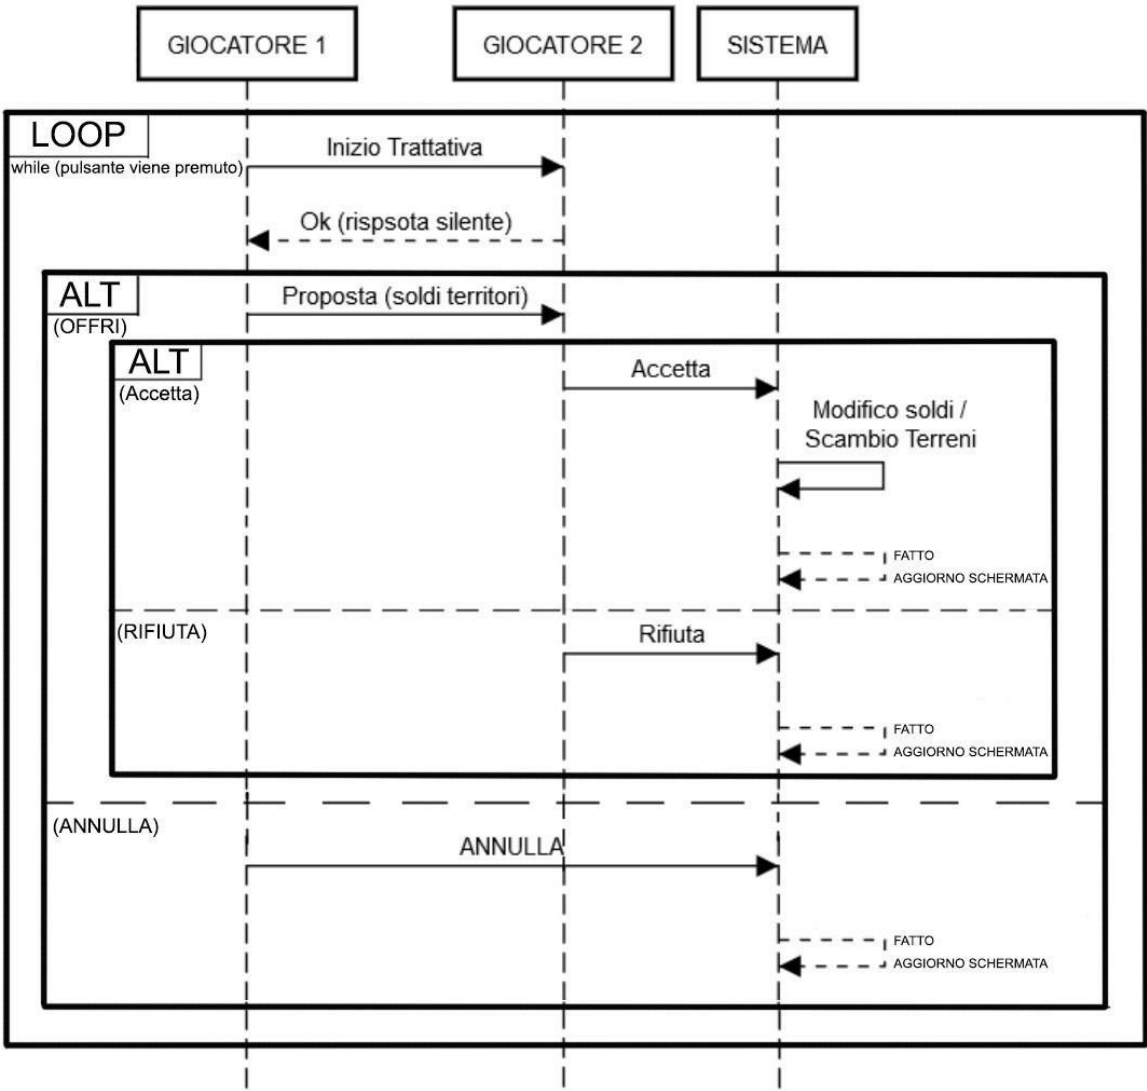 GIOCATORE 1
GIOCATORE 2
SISTEMA
LOOP
while (pulsante viene premuto)
Inizio Trattativa
Ok (rispsota silente)
ALT
(OFFRI)
Proposta (soldi territori)
ALT
(Accetta)
Accetta
Modifico soldi /
Scambio Terreni
FATTO
AGGIORNO SCHERMATA
(RIFIUTA)
Rifiuta
FATTO
AGGIORNO SCHERMATA
(ANNULLA)
ANNULLA
FATTO
AGGIORNO SCHERMATA